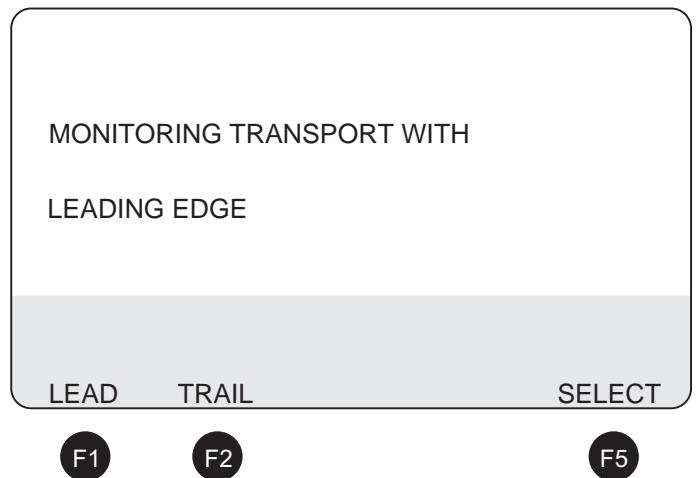 MONITORING TRANSPORT WITH
LEADING EDGE
LEAD TRAIL SELECT
F1 F2 F5